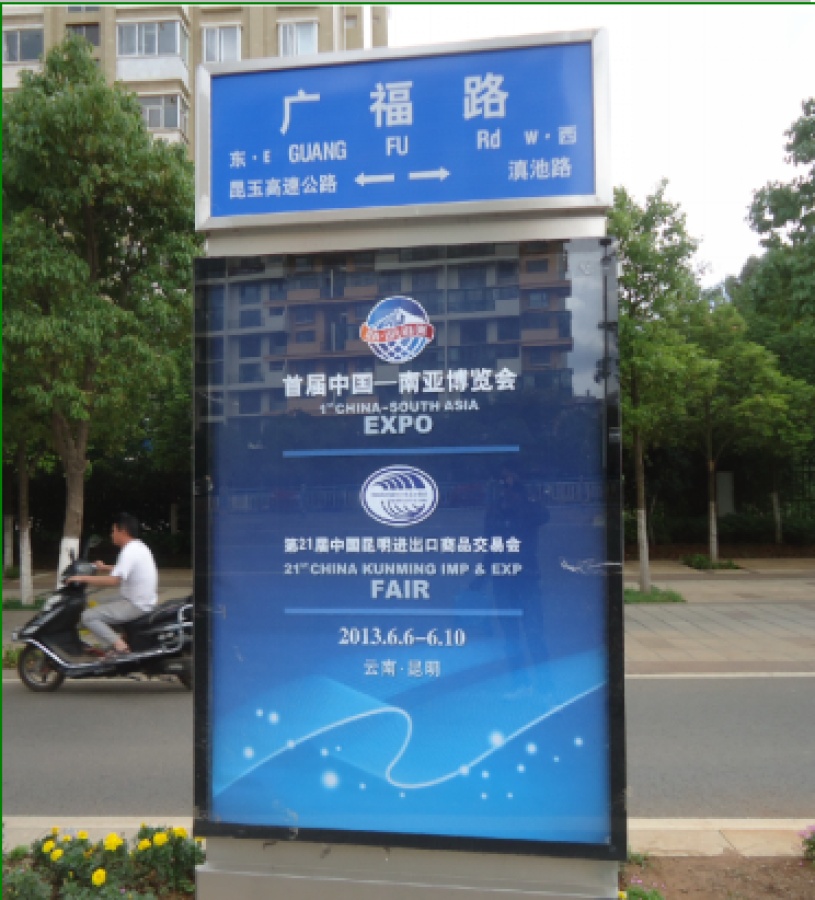 广福路
东·E GUANG FU Rd W·西
昆玉高速公路 滇池路
首届中国—南亚博览会
1ST CHINA-SOUTH ASIA
EXPO
第21届中国昆明进出口商品交易会
21ST CHINA KUNMING IMP & EXP
FAIR
2013.6.6-6.10
云南·昆明